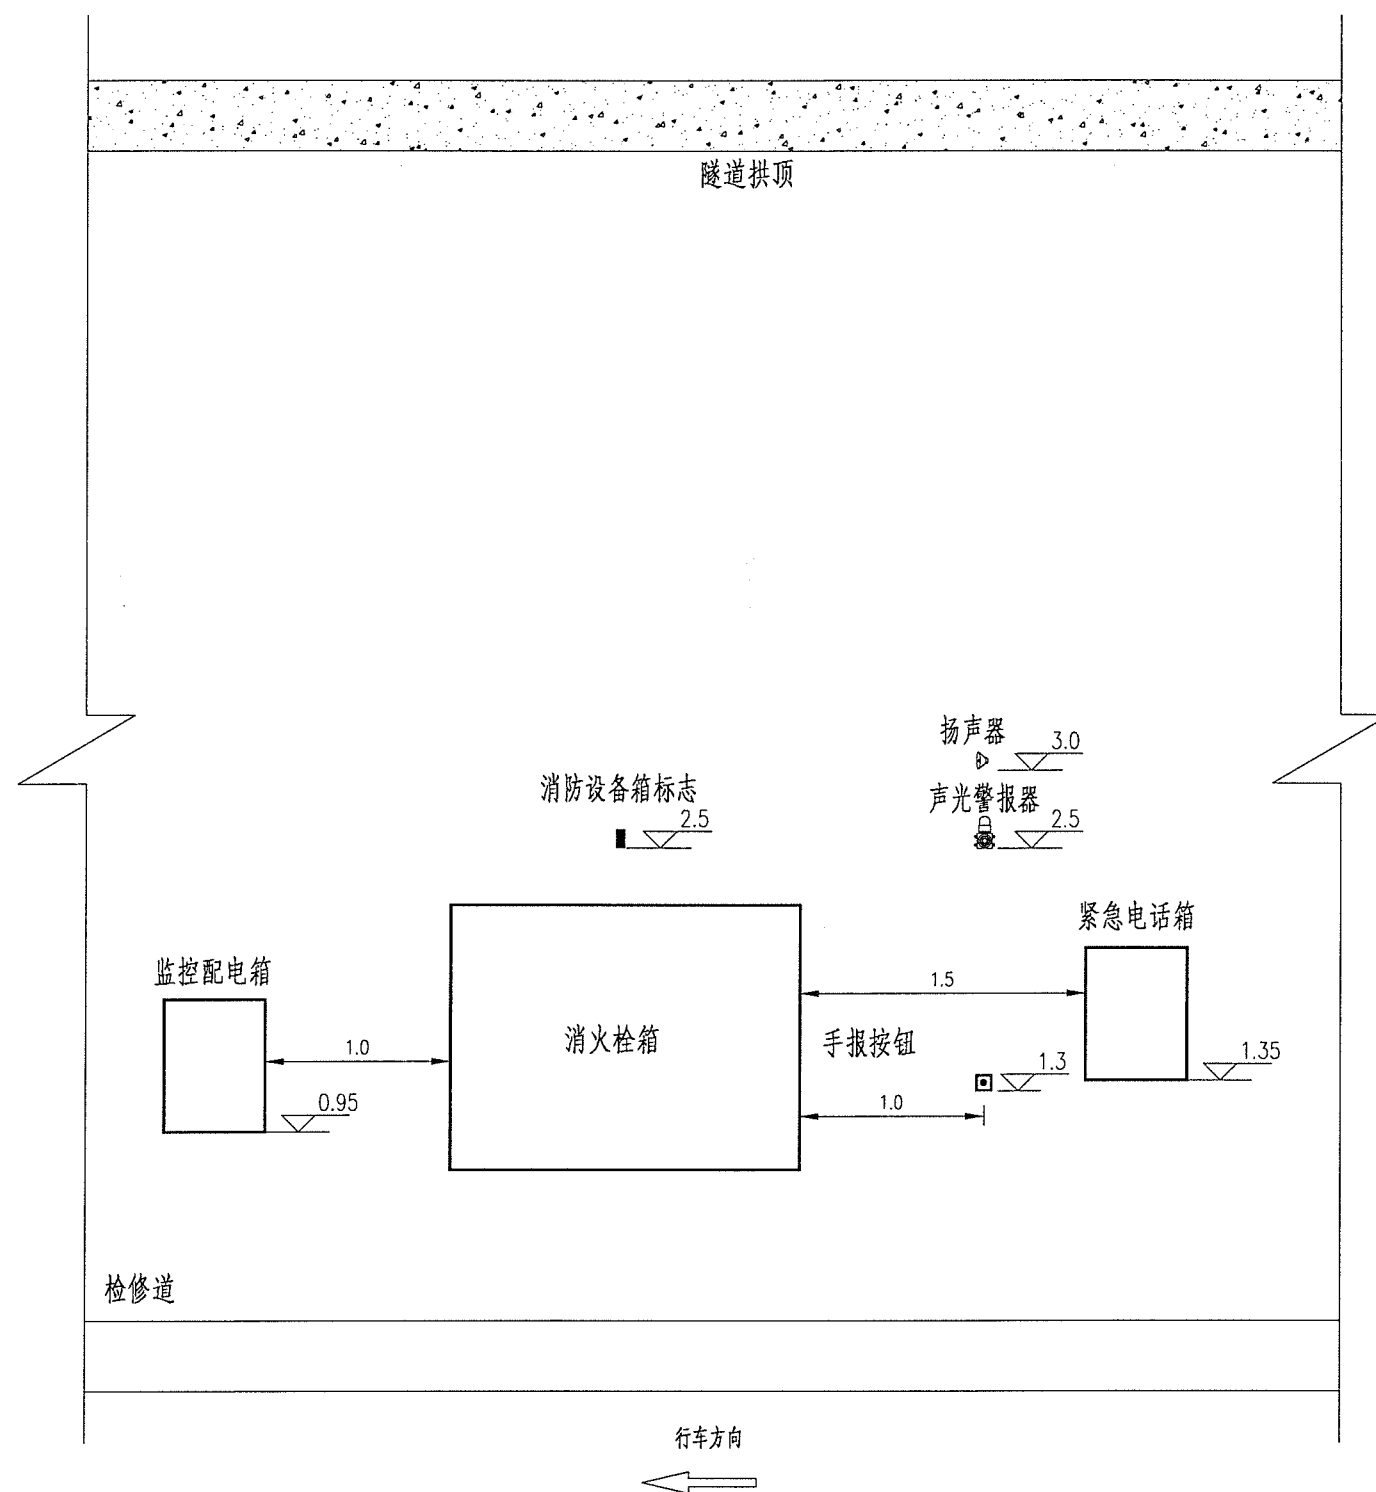 隧道拱顶
扬声器
3.0
消防设备箱标志
2.5
声光警报器
2.5
紧急电话箱
监控配电箱
1.5
消火栓箱
手报按钮
1.0
1.3
1.35
0.95
1.0
检修道
行车方向